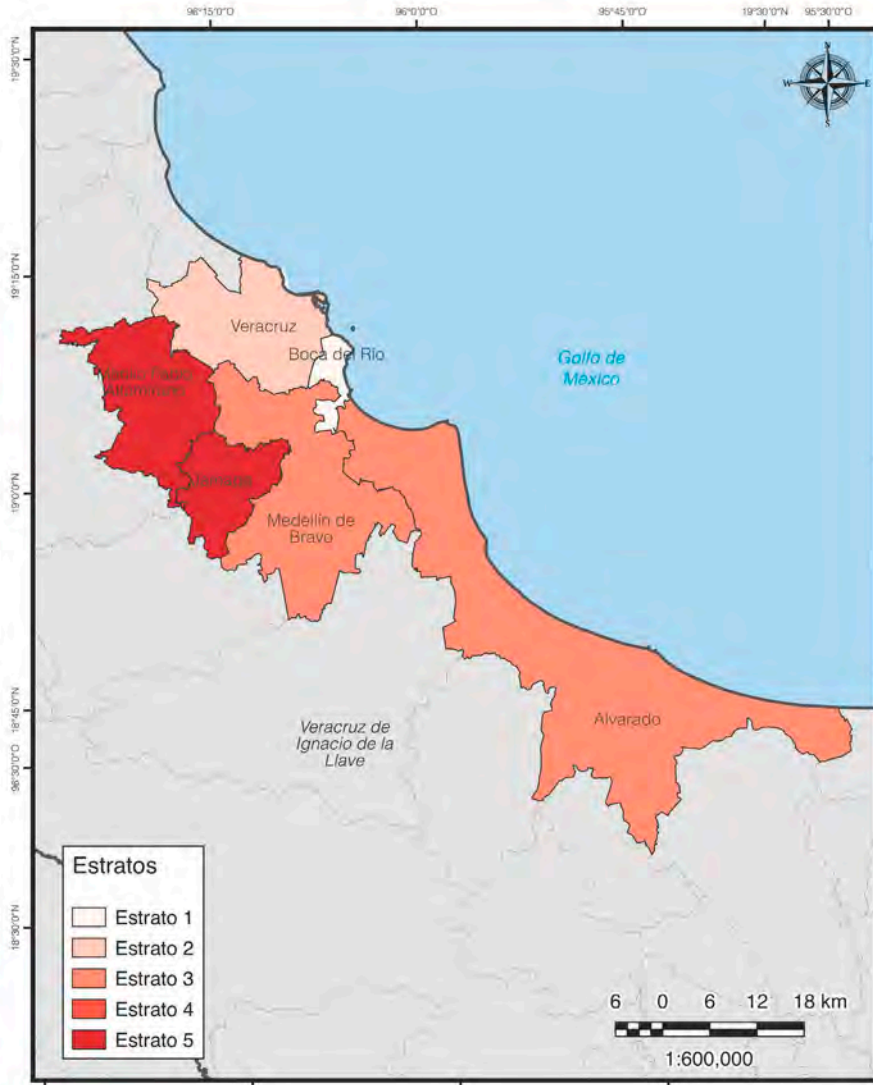 96°15'0"O
96°0'0"O
95°45'0"O
19°30'0"N
95°30'0"O
19°30'0"N
19°15'0"N
19°0'0"N
18°45'0"N
96°30'0"N
18°30'0"N
N
W
E
S
Veracruz
Boca del Río
Golfo de
México
Medellín de
Bravo
Alvarado
Veracruz de
Ignacio de la
Llave
Estratos
Estrato 1
Estrato 2
Estrato 3
Estrato 4
Estrato 5
6 0 6 12 18 km
1:600,000